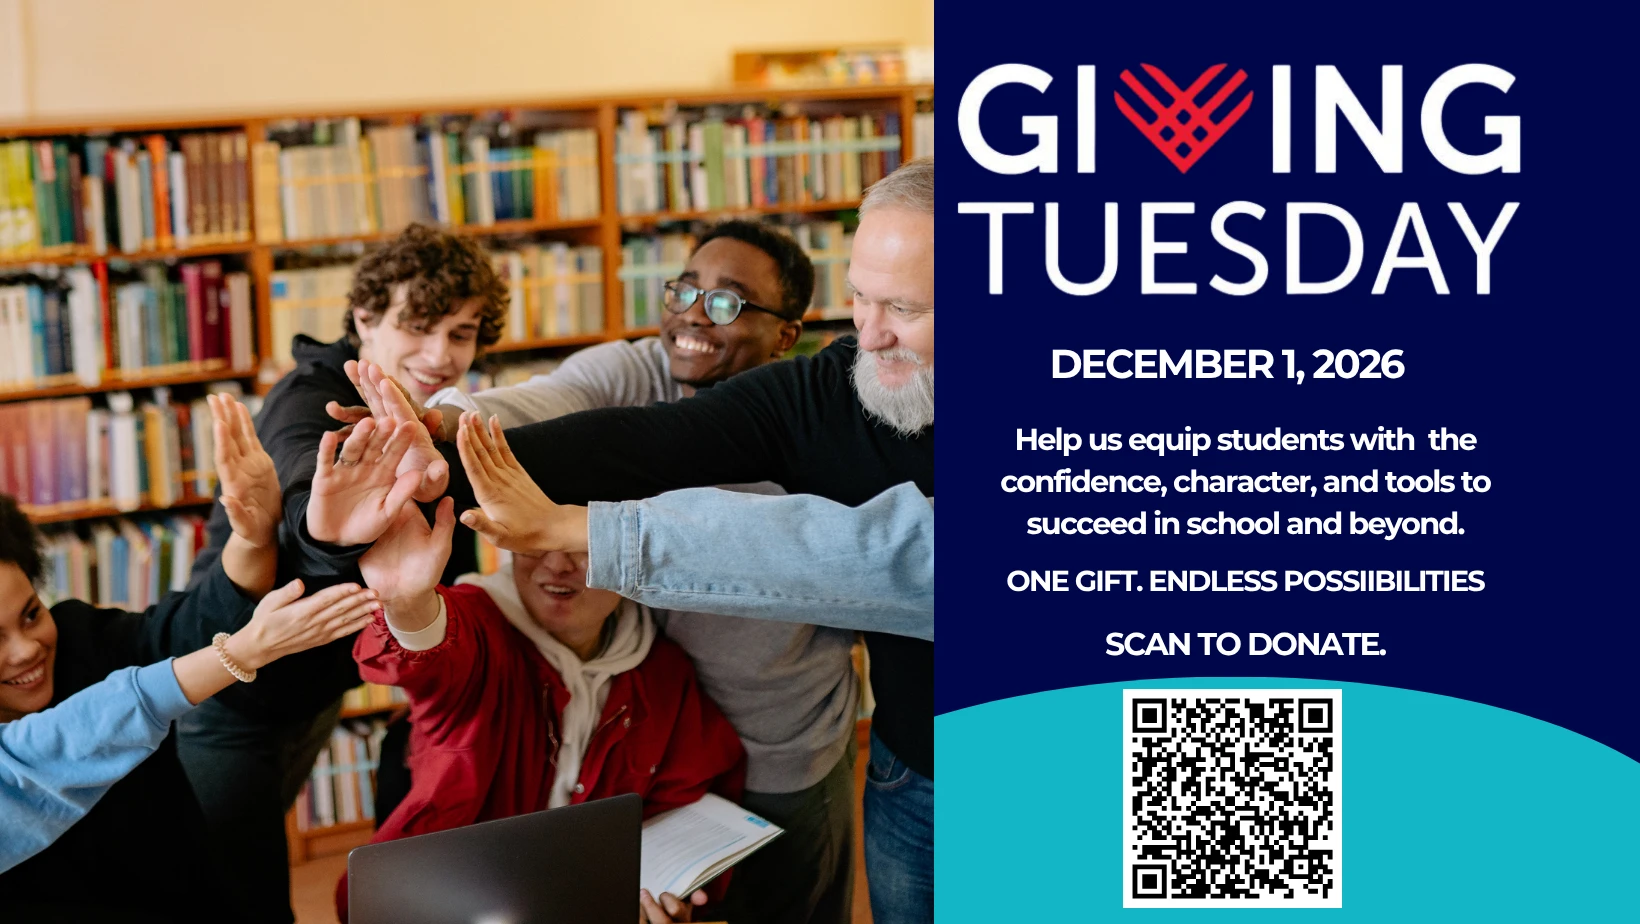 GIVING
TUESDAY
DECEMBER 1, 2026
Help us equip students with the
confidence, character, and tools to
succeed in school and beyond.
ONE GIFT. ENDLESS POSSIIBILITIES
SCAN TO DONATE.